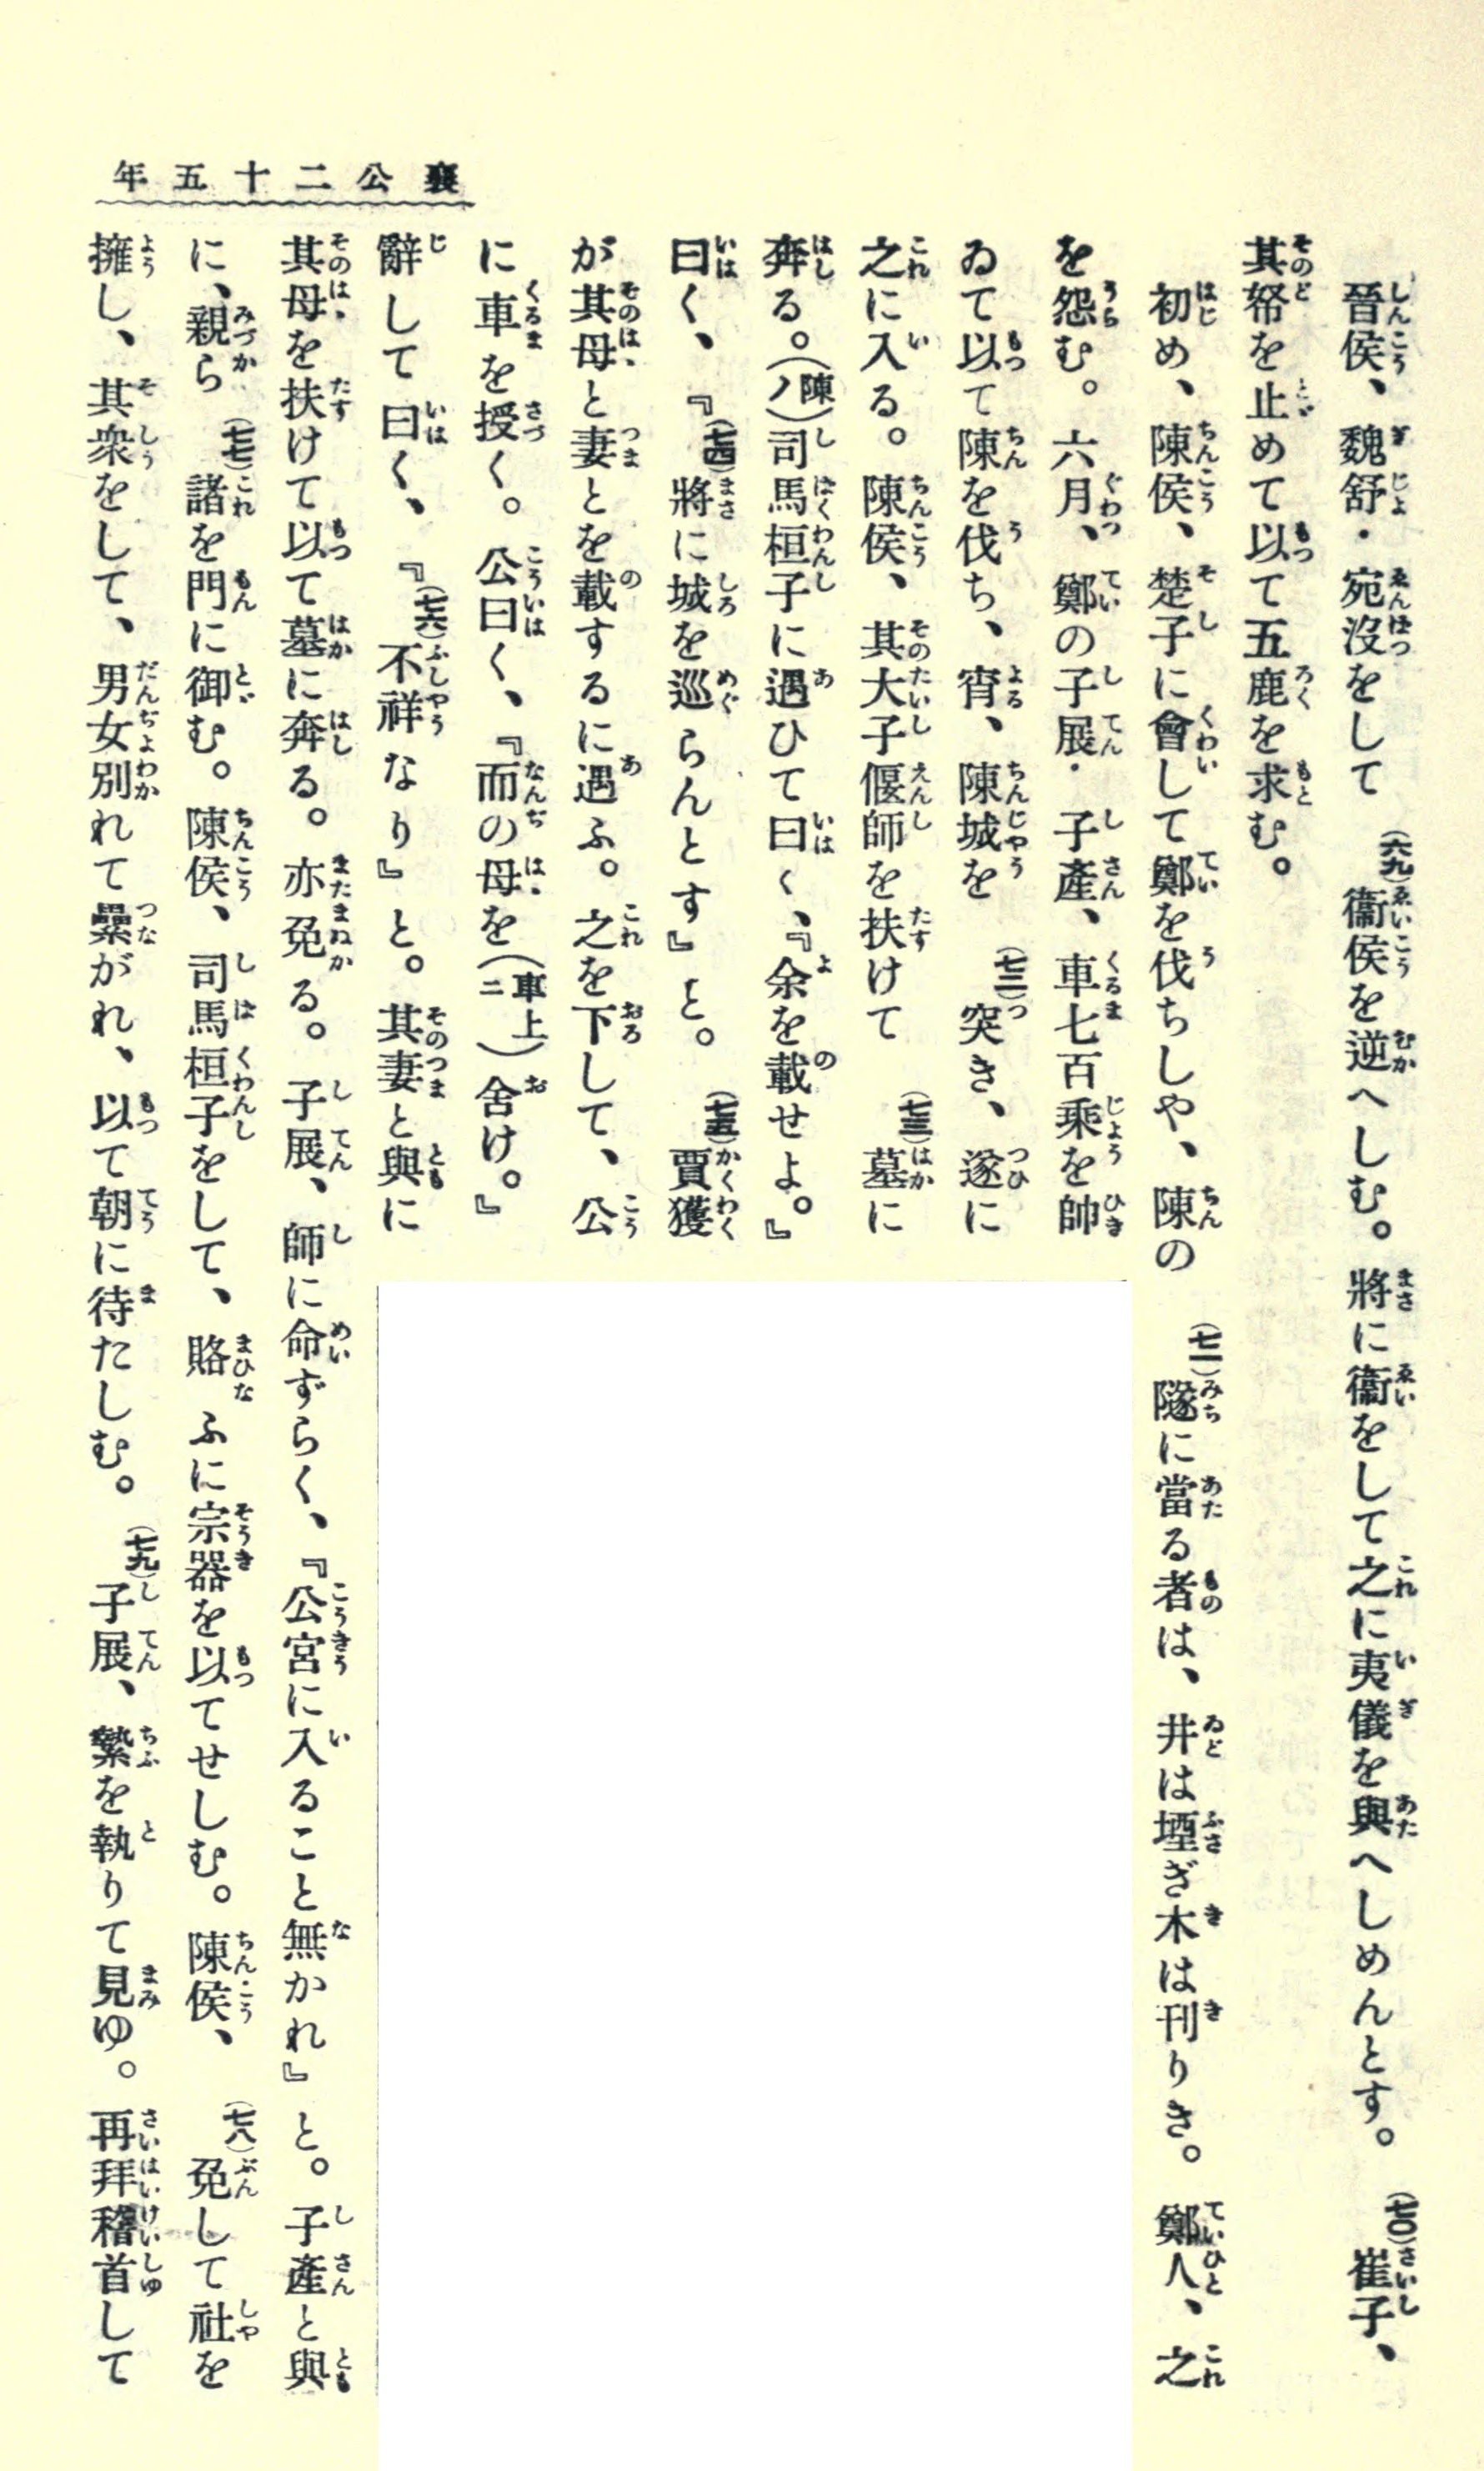 襄公二十五年
晉侯、魏舒・宛沒をして(六九)衞侯を逆へしむ。將に衞をして之に夷儀を與へしめんとす。(七〇)崔子、
其帑を止めて以て五鹿を求む。
初め、陳侯、楚子に會して鄭を伐ちしや、陳の(七一)隧に當る者は、井は堙ぎ木は刊りき。鄭人、之
を怨む。六月、鄭の子展・子產、車七百乘を帥
ゐて以て陳を伐ち、宵、陳城を(七二)突き、遂に
之に入る。陳侯、其大子偃師を扶けて(七三)墓に
奔る。(陳ノ)司馬桓子に遇ひて曰く、『余を載せよ。』
曰く、『(七四)將に城を巡らんとす』と。(七五)賈獲
が其母と妻とを載するに遇ふ。之を下して、公
に車を授く。公曰く、『而の母を(車上ニ)舍け。』
辭して曰く、『(七六)不祥なり』と。其妻と與に
其母を扶けて以て墓に奔る。亦免る。子展、師に命ずらく、『公宮に入ること無かれ』と。子產と與
に、親ら(七七)諸を門に御む。陳侯、司馬桓子をして、賂ふに宗器を以てせしむ。陳侯、(七八)免して社を
擁し、其衆をして、男女別れて纍がれ、以て朝に待たしむ。(七九)子展、縶を執りて見ゆ。再拜稽首して